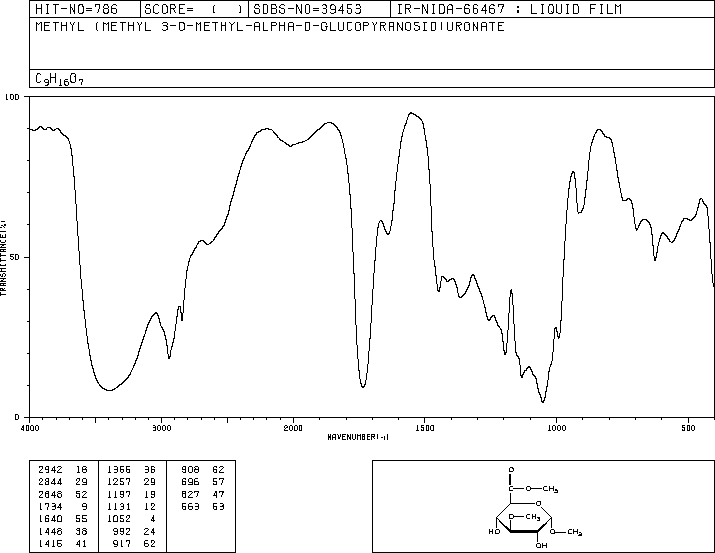 HIT-NO=786 SCORE= ( ) SDBS-NO=39453 IR-NIDA-66467 : LIQUID FILM
METHYL (METHYL 3-O-METHYL-ALPHA-D-GLUCOPYRANOSID)URONATE
C9H16O7
100
50
0
TRANSMITTANCE(%)
4000 3000 2000 1500 1000 500
WAVENUMBER(-1)
2942 18 1366 36 908 62
2844 29 1257 29 696 57
2648 52 1197 19 627 47
1734 9 1131 12 563 53
1640 55 1052 4
1448 38 992 24
1416 41 917 62
O
C O CH3
O
O CH3
HO O CH3
OH